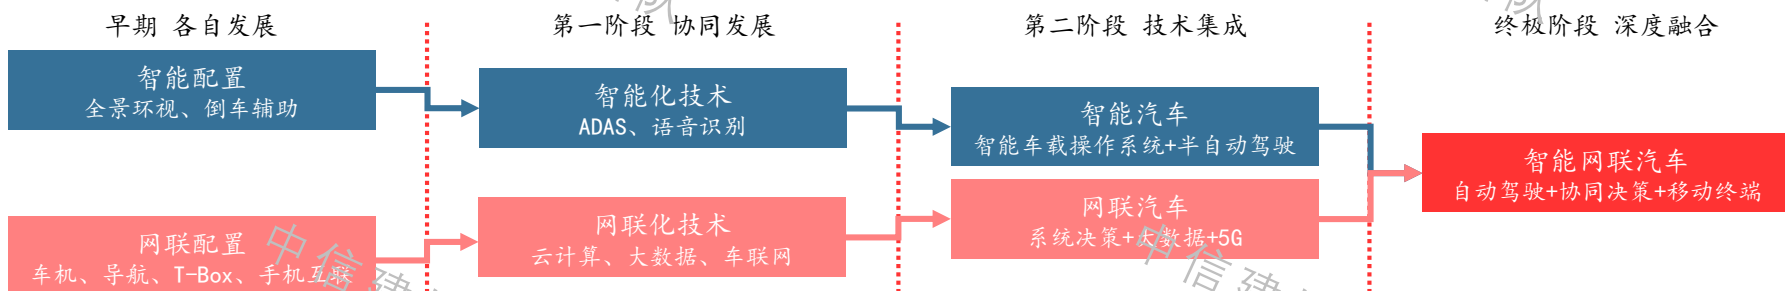 早期 各自发展
第一阶段 协同发展
第二阶段 技术集成
终极阶段 深度融合
智能配置
全景环视、倒车辅助
智能化技术
ADAS、语音识别
智能汽车
智能车载操作系统+半自动驾驶
智能网联汽车
自动驾驶+协同决策+移动终端
网联配置
车机、导航、T-Box、手机互联
网联化技术
云计算、大数据、车联网
网联汽车
系统决策+大数据+5G
中信建
中信建